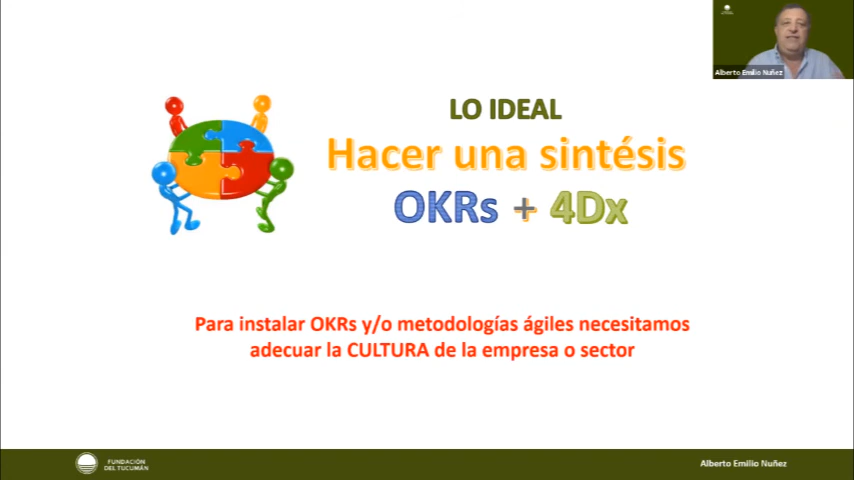 Alberto Emilio Nuñez
LO IDEAL
Hacer una sintésis
OKRs + 4Dx
Para instalar OKRs y/o metodologías ágiles necesitamos
adecuar la CULTURA de la empresa o sector
FUNDACIÓN
DEL TUCUMÁN
Alberto Emilio Nuñez